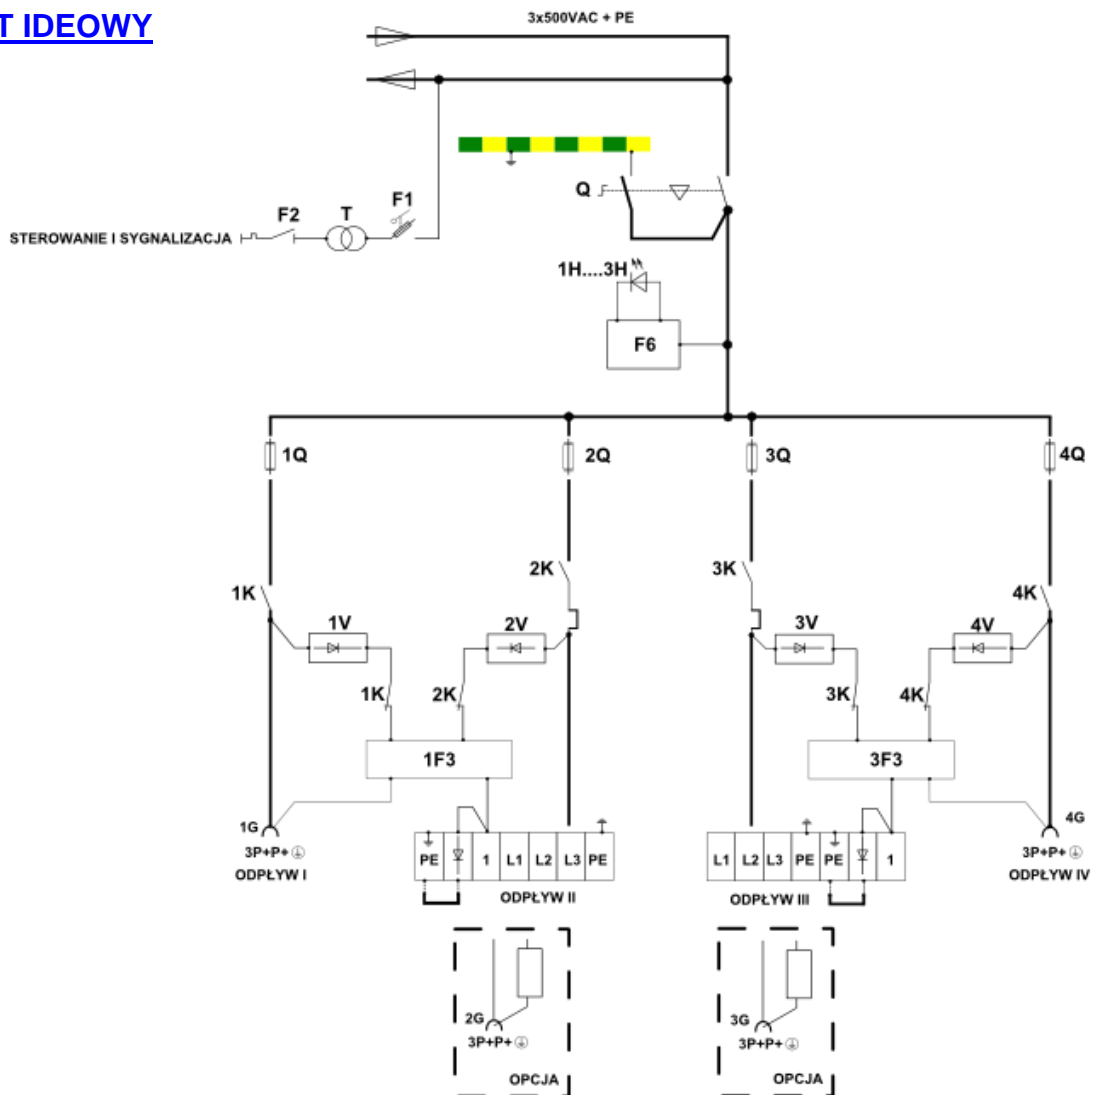 T IDEOWY
3x500VAC + PE
Q
F1
T
F2
STEROWANIE I SYGNALIZACJA
1H....3H
F6
1Q
2Q
3Q
4Q
2K
3K
1K
4K
1V
2V
3V
4V
1K
2K
3K
4K
1F3
3F3
1G
4G
3P+P+
3P+P+
PE 1 L1 L2 L3 PE
L1 L2 L3 PE PE 1
ODPŁYW I
ODPŁYW IV
ODPŁYW II
ODPŁYW III
2G
3G
3P+P+
3P+P+
OPCJA
OPCJA